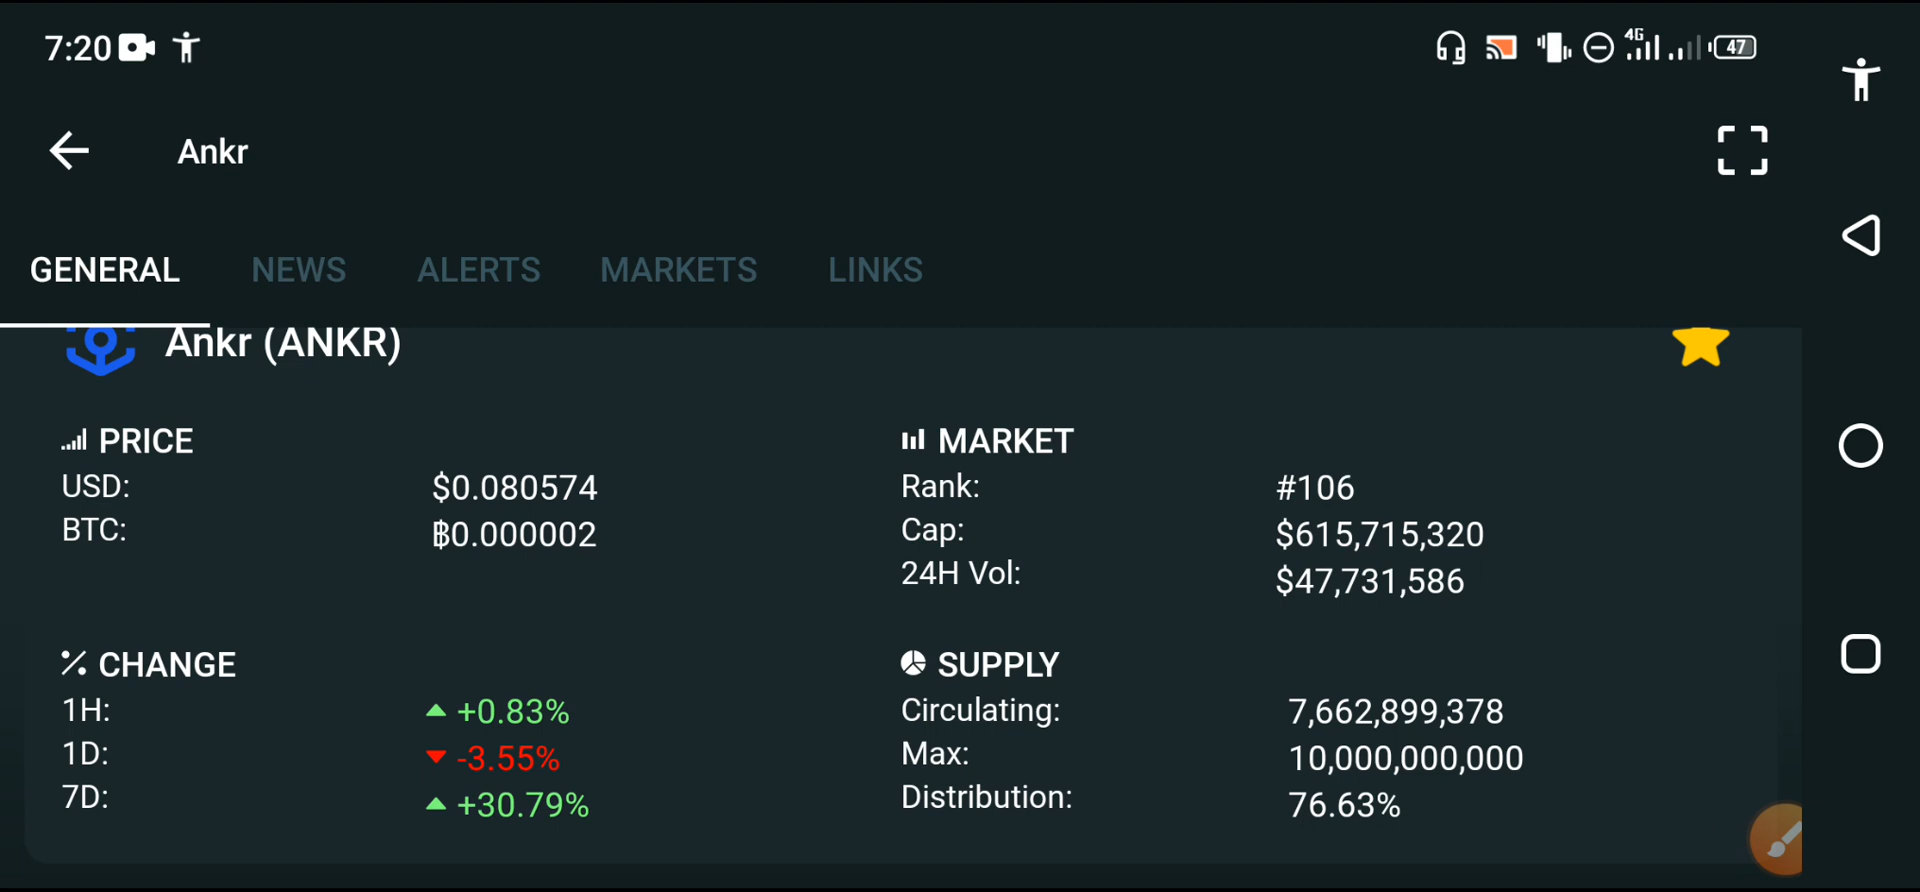 7:20
4G
47
Ankr
GENERAL NEWS ALERTS MARKETS LINKS
Ankr (ANKR)
PRICE
USD: $0.080574
BTC: ฿0.000002
MARKET
Rank: #106
Cap: $615,715,320
24H Vol: $47,731,586
CHANGE
1H: +0.83%
1D: -3.55%
7D: +30.79%
SUPPLY
Circulating: 7,662,899,378
Max: 10,000,000,000
Distribution: 76.63%